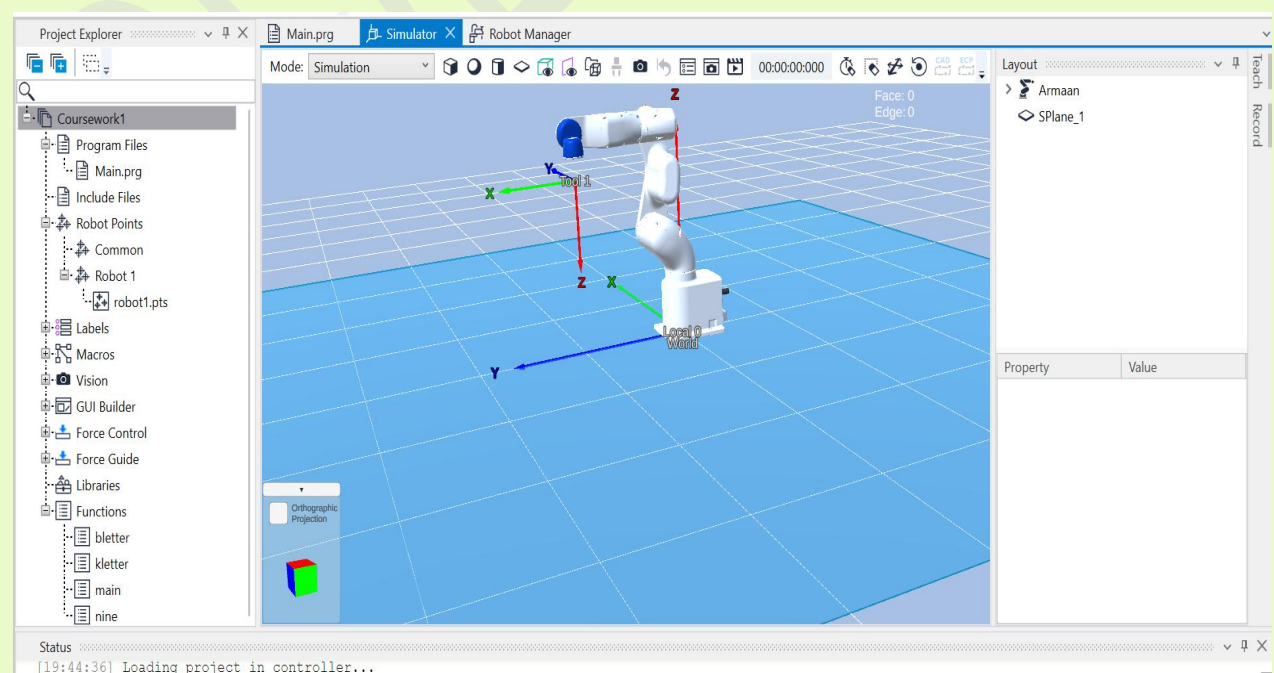 Project Explorer
Main.prg
Simulator
Robot Manager
Mode: Simulation
00:00:00:000
CAD
ECP
Layout
Teach
Record
Coursework1
Program Files
Main.prg
Include Files
Robot Points
Common
Robot 1
robot1.pts
Labels
Macros
Vision
GUI Builder
Force Control
Force Guide
Libraries
Functions
bletter
kletter
main
nine
Face: 0
Edge: 0
Z
Y
X
Tool 1
Z
X
Local 0
World
Y
Orthographic
Projection
Armaan
SPlane_1
Property Value
Status
[19:44:36] Loading project in controller...